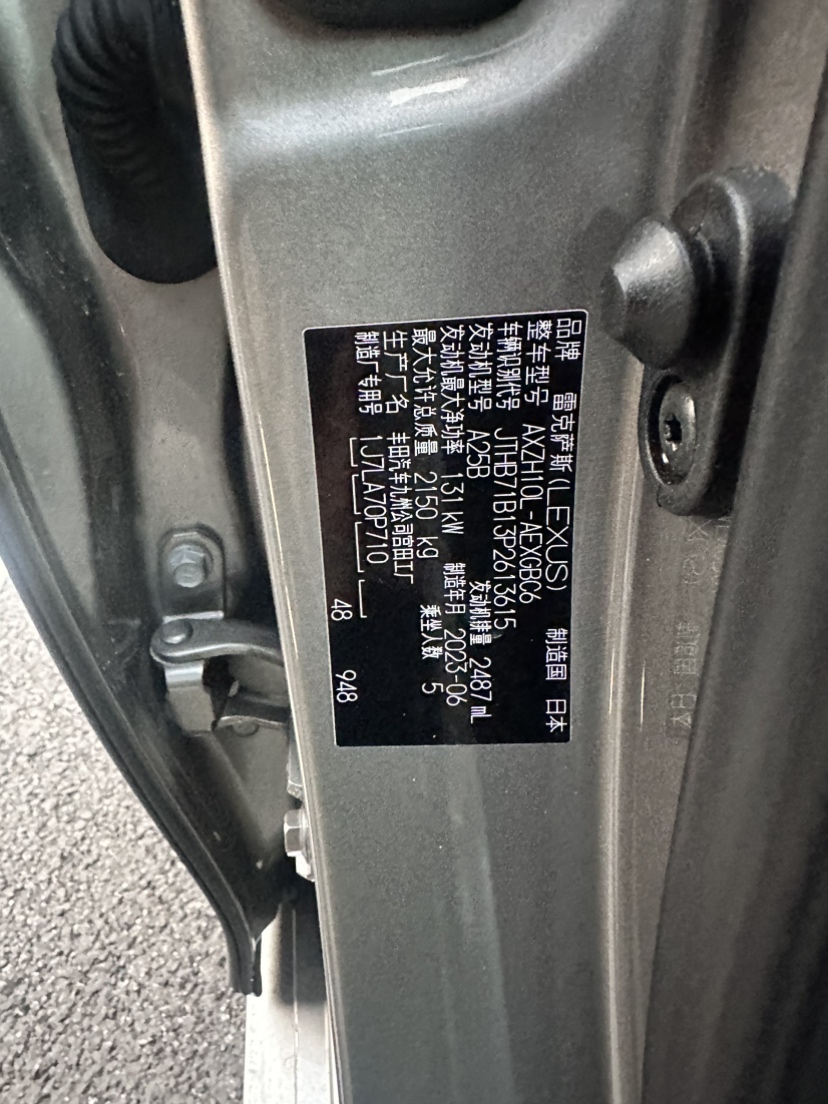 品牌 雷克萨斯(LEXUS) 制造国 日本
整车型号 AXZH10L-AEXGBC6
车辆识别代号 JTHB71B13P2613615
发动机型号 A25B 发动机排量 2487 mL
发动机最大净功率 131 kW 制造年月 2023-06
最大允许总质量 2150 kg 乘坐人数 5
生产厂名 丰田汽车九州公司宫田工厂
制造厂专用号 1J7LA70P710
48 948